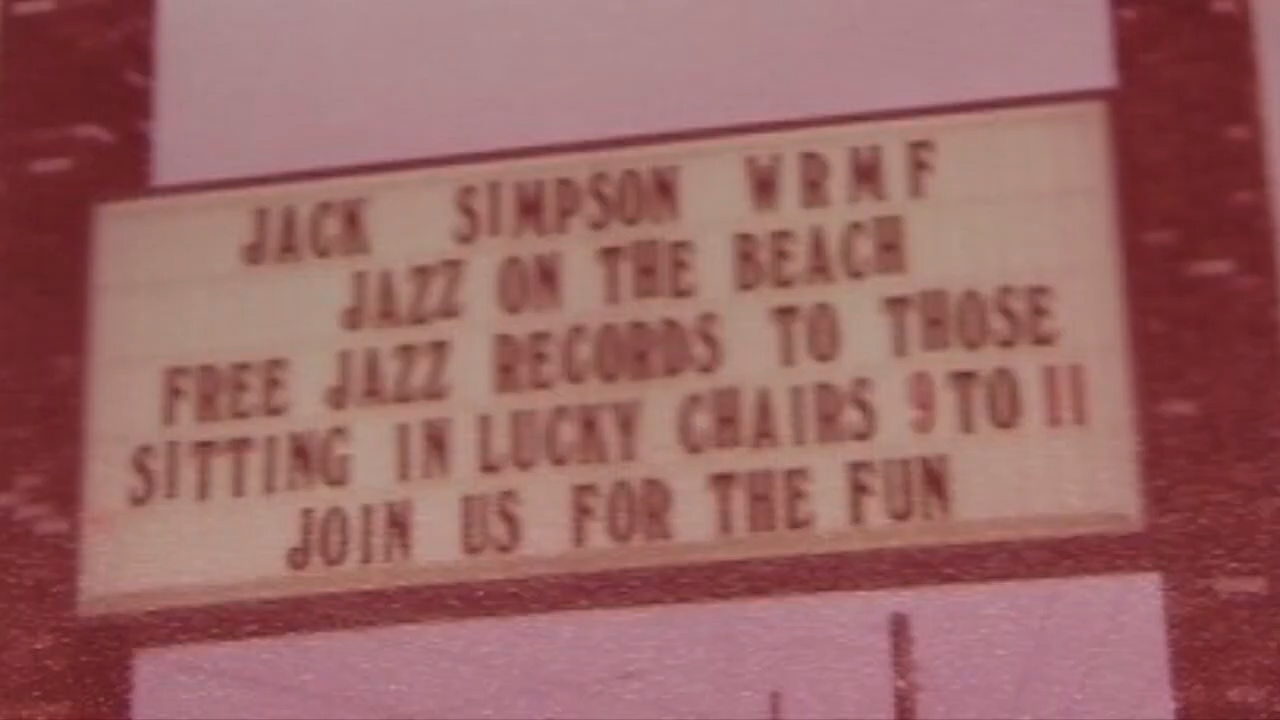 JACK SIMPSON WRMF
JAZZ ON THE BEACH
FREE JAZZ RECORDS TO THOSE
SITTING IN LUCKY CHAIRS 9 TO 11
JOIN US FOR THE FUN